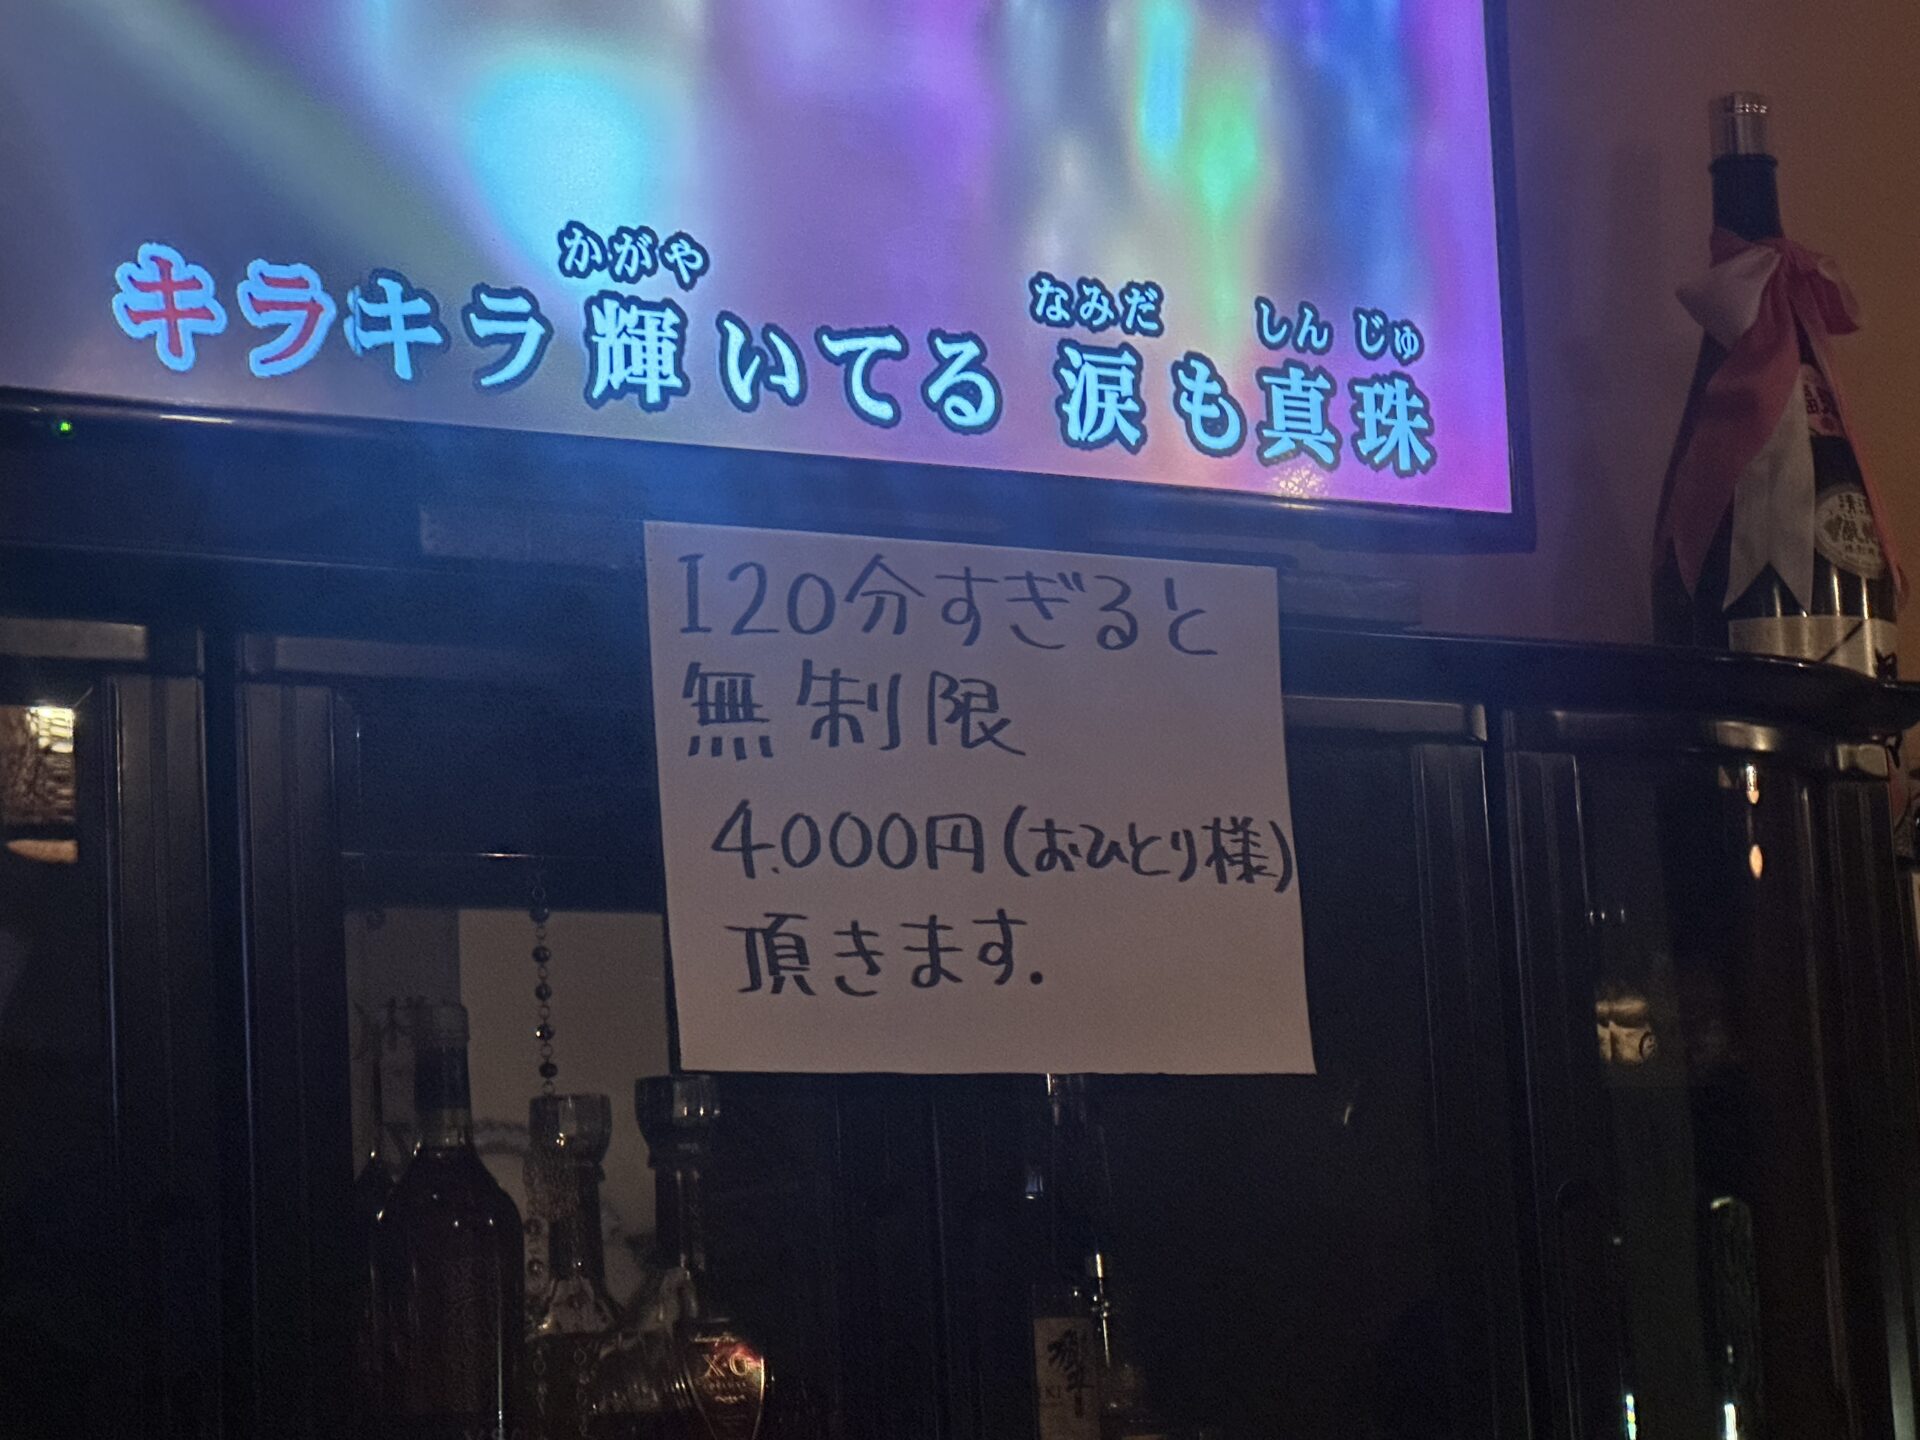 かがや なみだ しんじゅ
キラキラ輝いてる 涙も真珠
120分すぎると
無制限
4.000円(おひとり様)
頂きます.
X.O